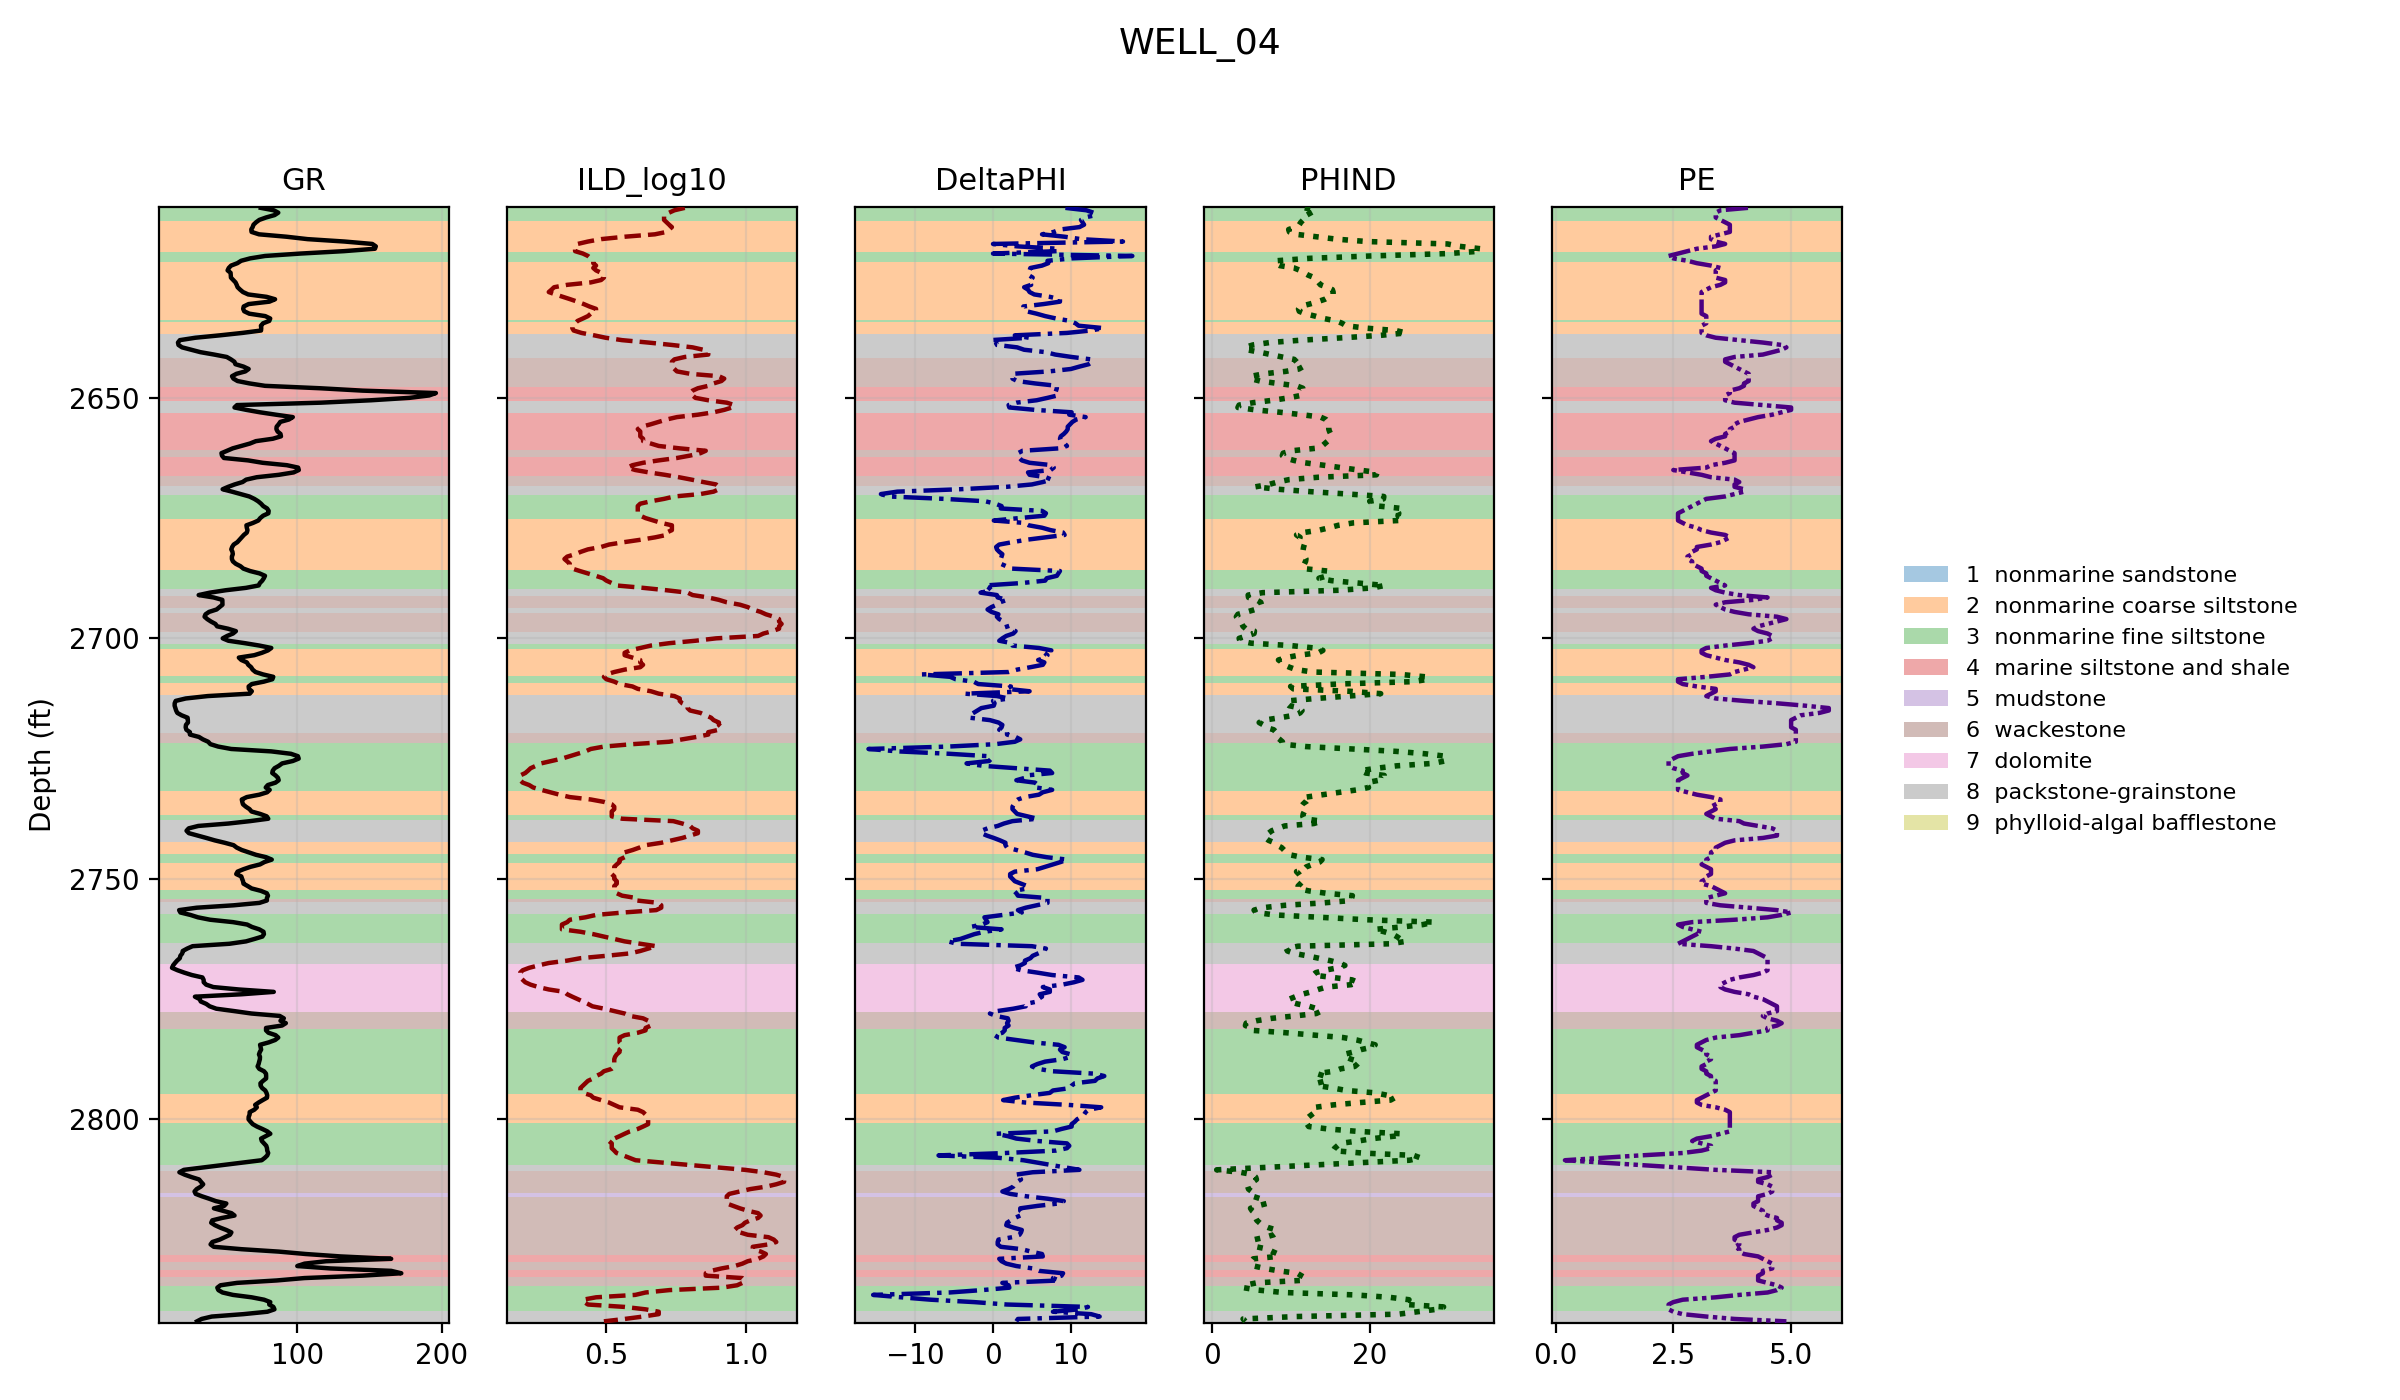 WELL_04
GR
ILD_log10
DeltaPHI
PHIND
PE
Depth (ft)
2650
2700
2750
2800
100 200
0.5 1.0
−10 0 10
0 20
0.0 2.5 5.0
1 nonmarine sandstone
2 nonmarine coarse siltstone
3 nonmarine fine siltstone
4 marine siltstone and shale
5 mudstone
6 wackestone
7 dolomite
8 packstone-grainstone
9 phylloid-algal bafflestone